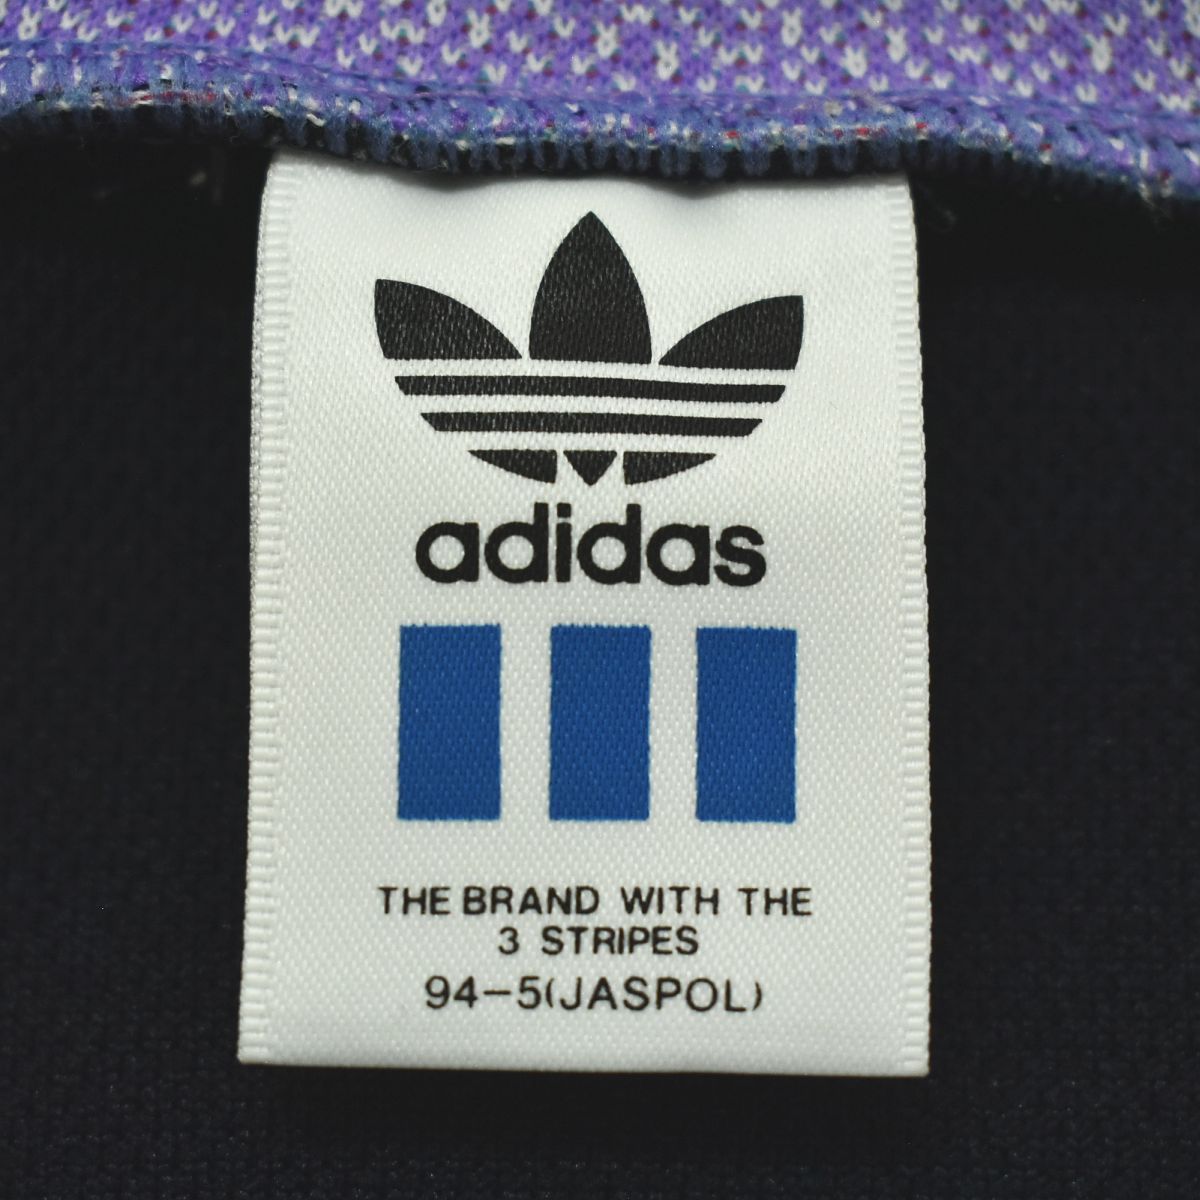 adidas
THE BRAND WITH THE
3 STRIPES
94-5(JASPOL)